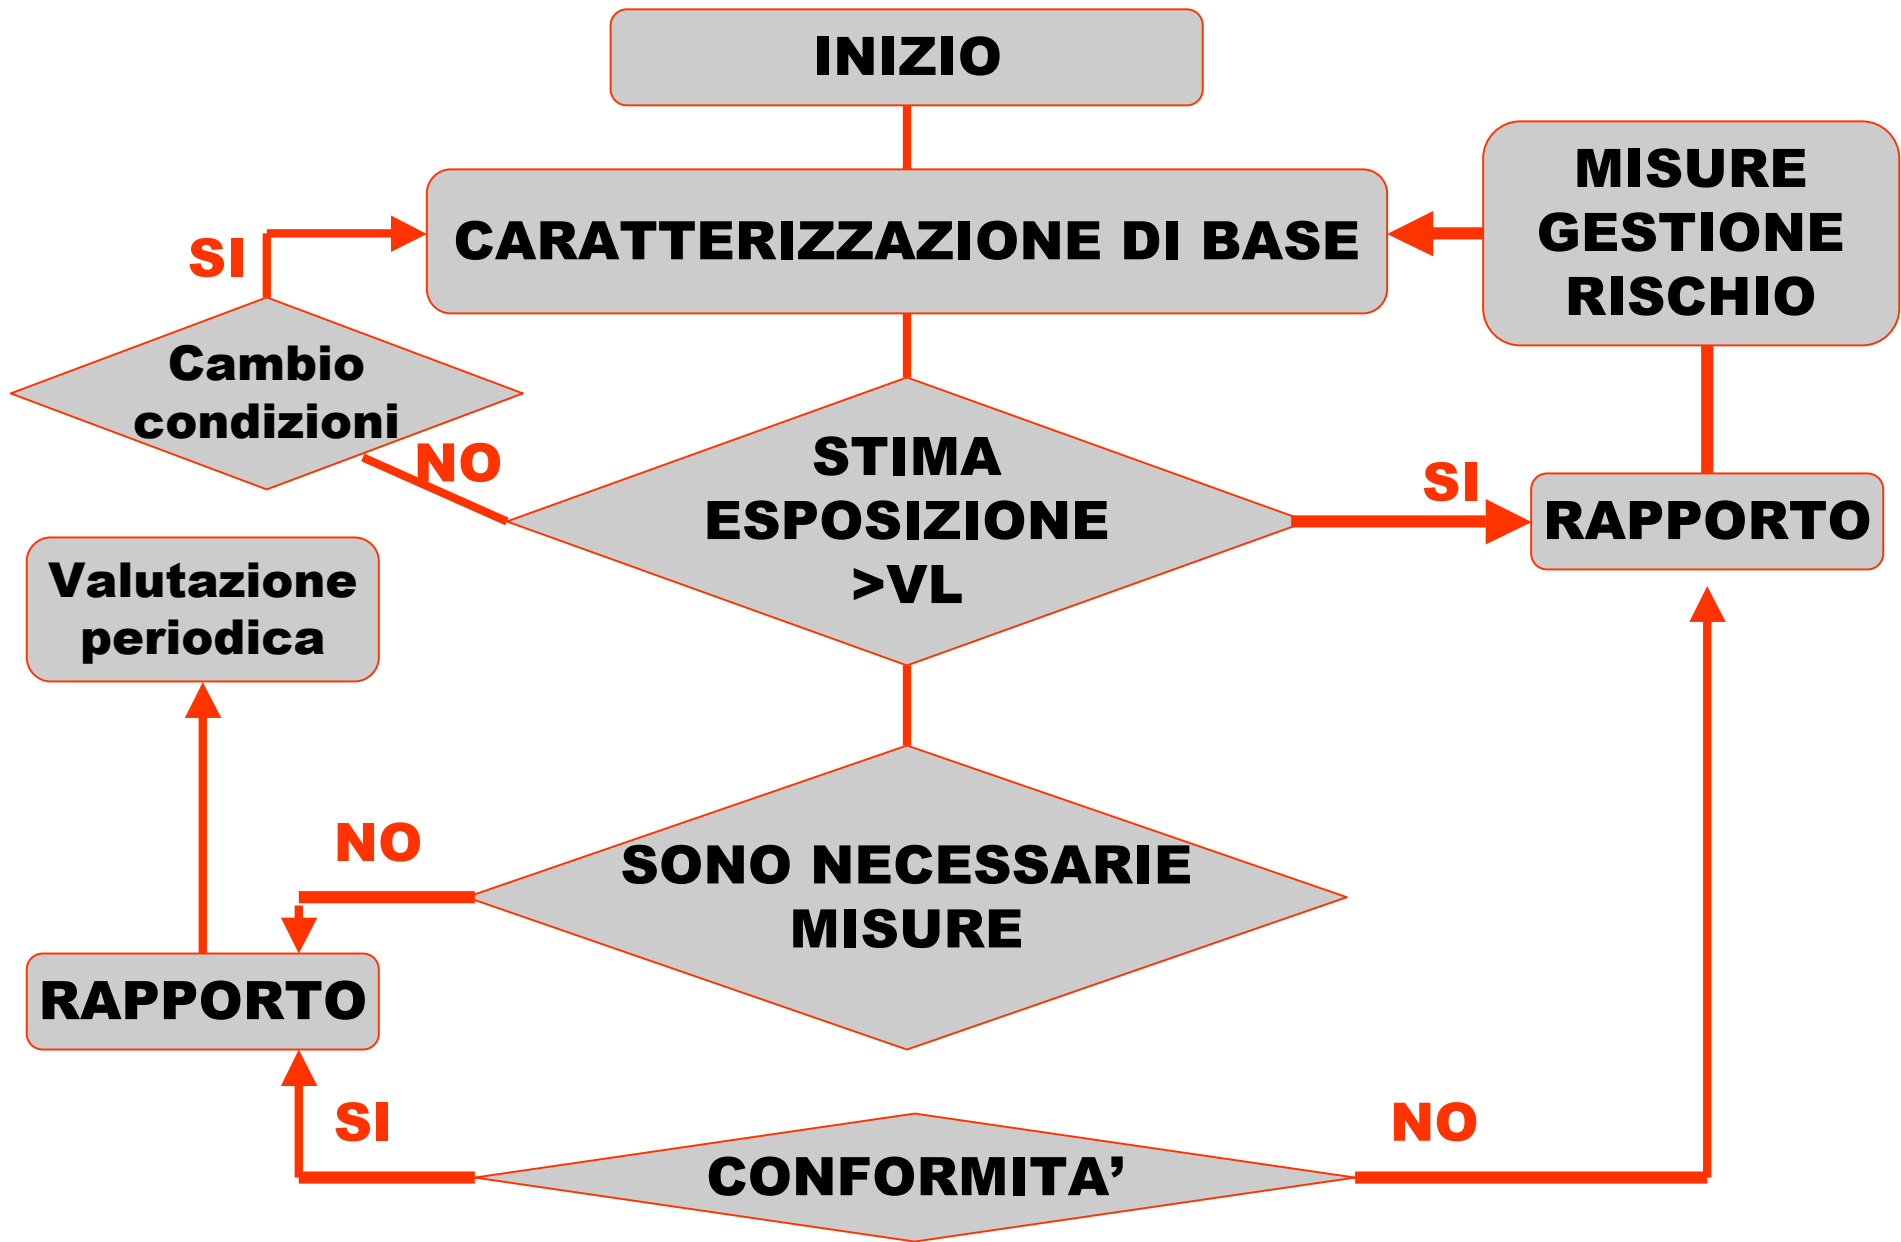 INIZIO
CARATTERIZZAZIONE DI BASE
MISURE
GESTIONE
RISCHIO
SI
Cambio
condizioni
NO
STIMA
ESPOSIZIONE
>VL
SI
RAPPORTO
Valutazione
periodica
NO
SONO NECESSARIE
MISURE
RAPPORTO
SI
CONFORMITA’
NO